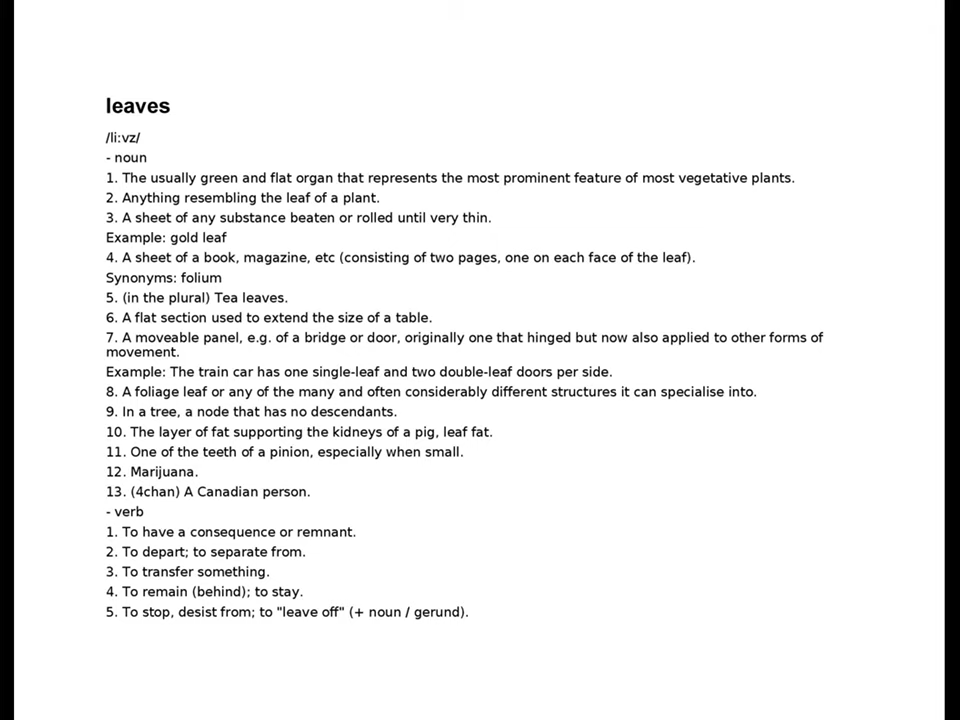 leaves
/liːvz/
- noun
1. The usually green and flat organ that represents the most prominent feature of most vegetative plants.
2. Anything resembling the leaf of a plant.
3. A sheet of any substance beaten or rolled until very thin.
Example: gold leaf
4. A sheet of a book, magazine, etc (consisting of two pages, one on each face of the leaf).
Synonyms: folium
5. (in the plural) Tea leaves.
6. A flat section used to extend the size of a table.
7. A moveable panel, e.g. of a bridge or door, originally one that hinged but now also applied to other forms of
movement.
Example: The train car has one single-leaf and two double-leaf doors per side.
8. A foliage leaf or any of the many and often considerably different structures it can specialise into.
9. In a tree, a node that has no descendants.
10. The layer of fat supporting the kidneys of a pig, leaf fat.
11. One of the teeth of a pinion, especially when small.
12. Marijuana.
13. (4chan) A Canadian person.
- verb
1. To have a consequence or remnant.
2. To depart; to separate from.
3. To transfer something.
4. To remain (behind); to stay.
5. To stop, desist from; to "leave off" (+ noun / gerund).